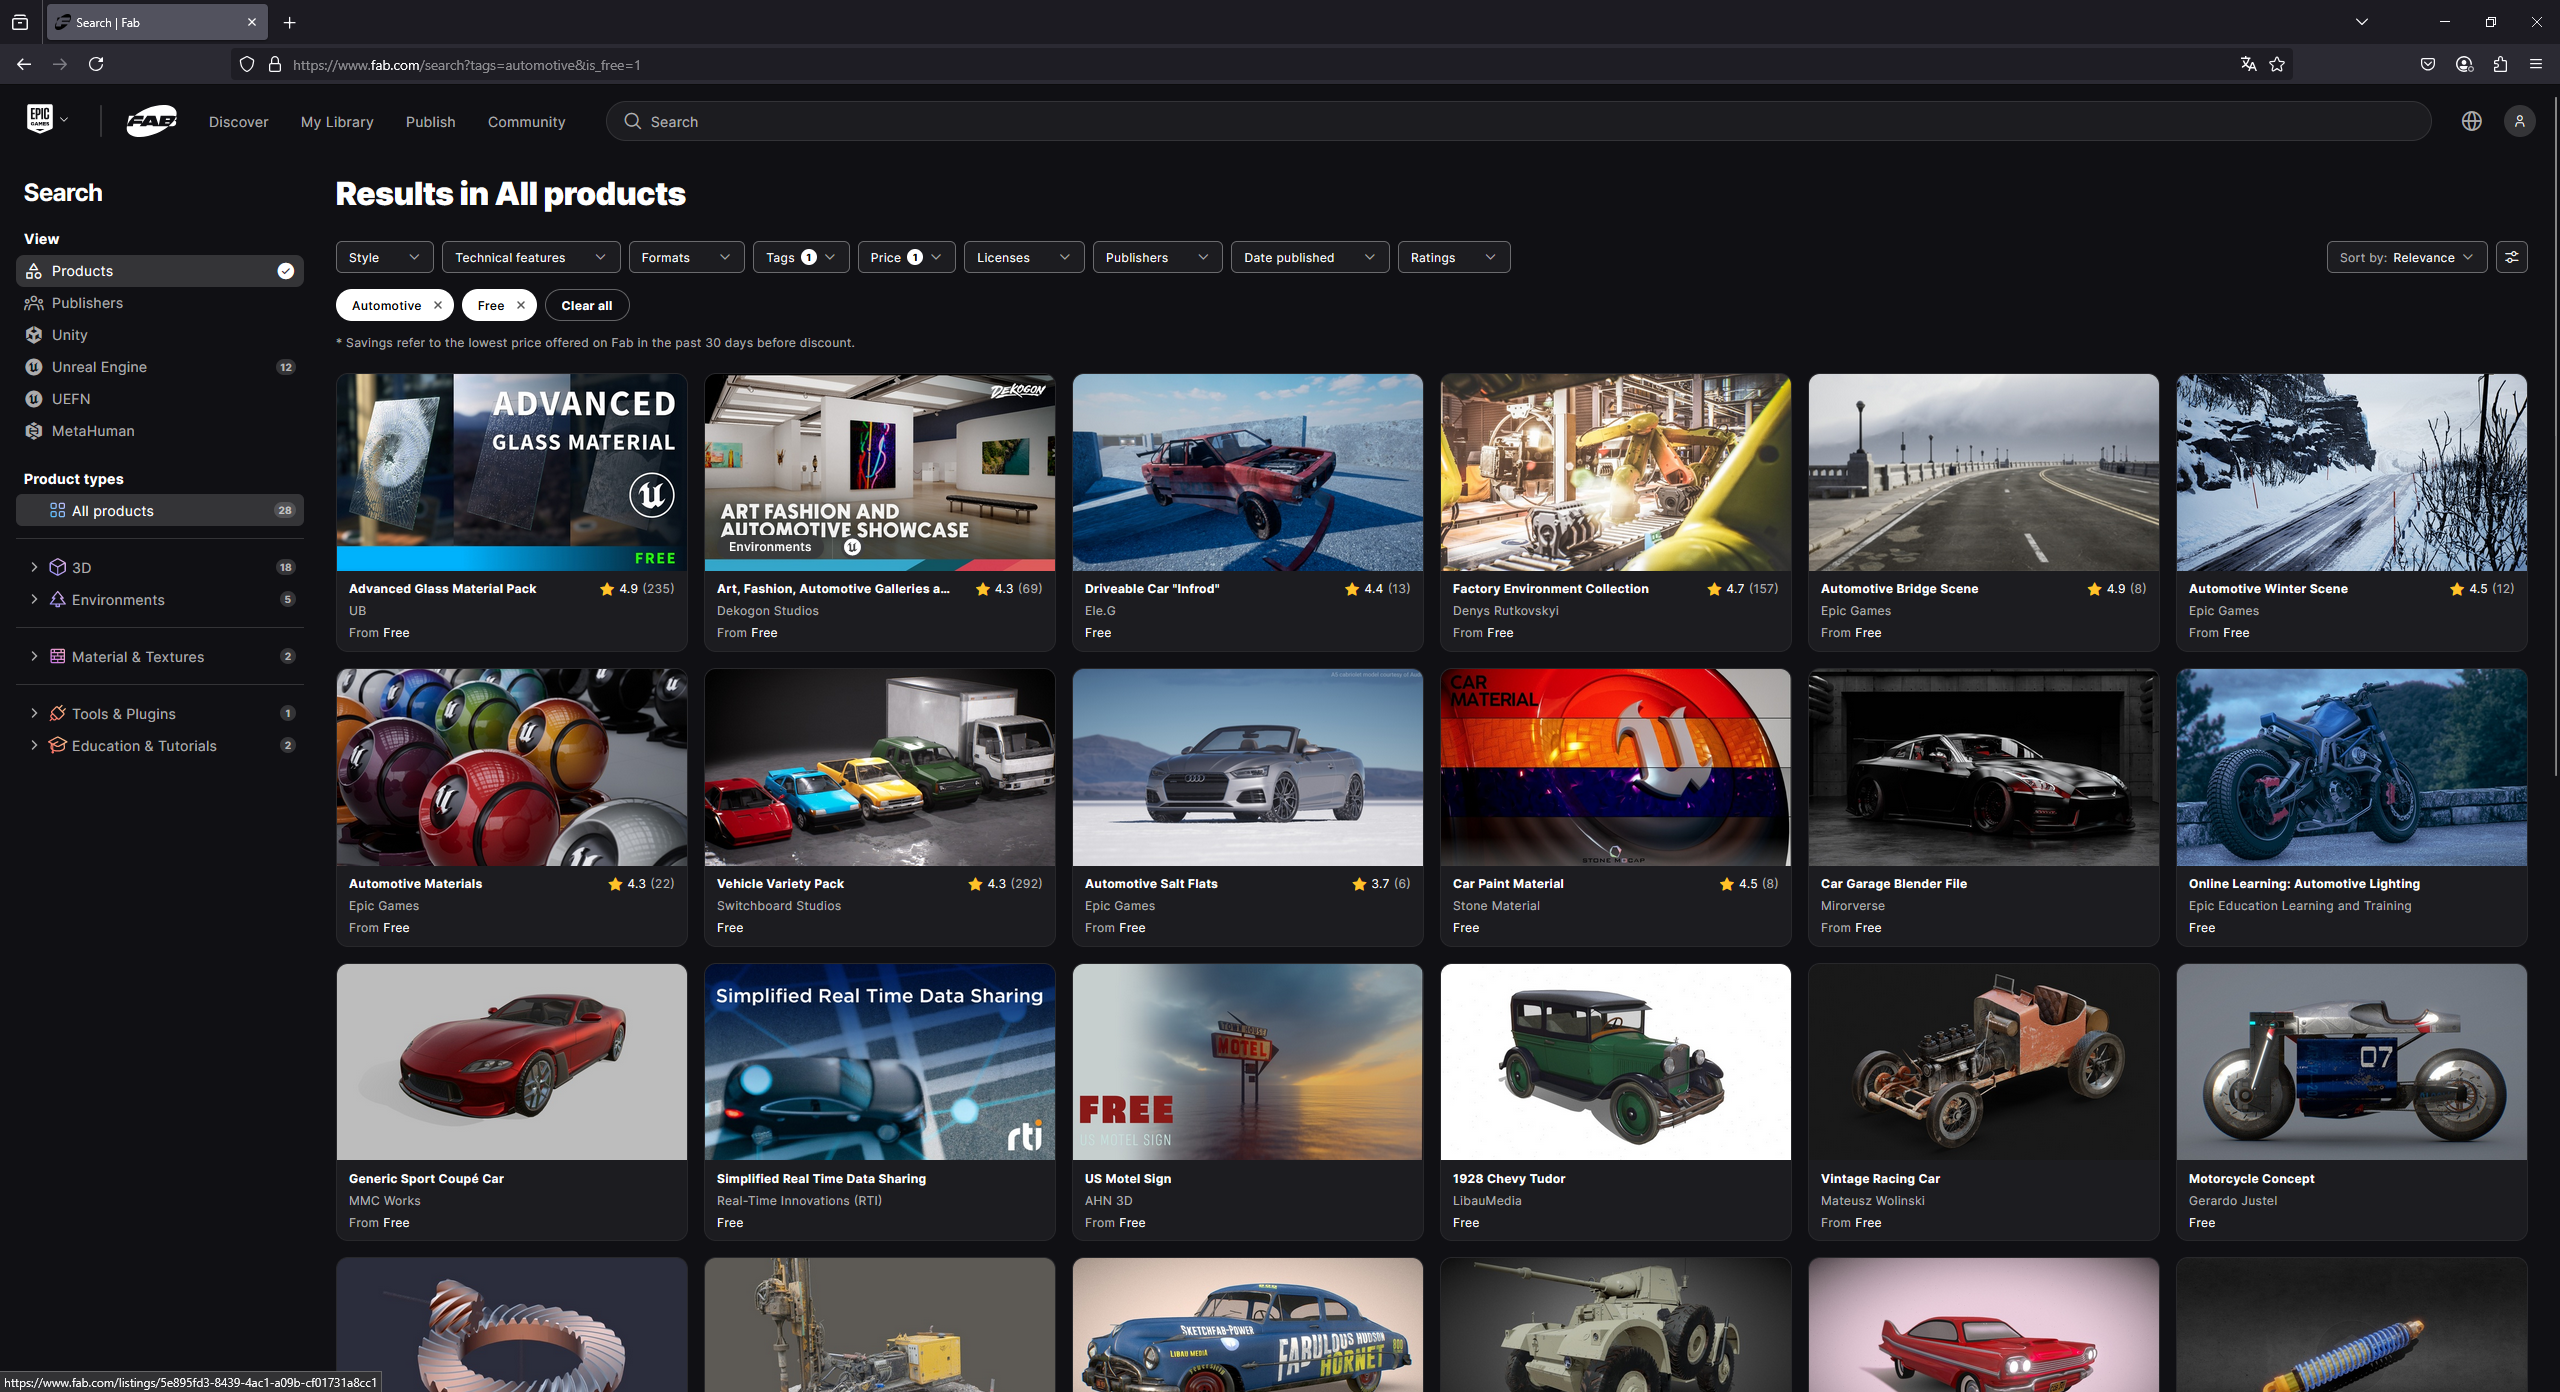 Search | Fab
https://www.fab.com/search?tags=automotive&is_free=1
EPIC GAMES
FAB
Discover
My Library
Publish
Community
Search
Search
View
Products
Publishers
Unity
Unreal Engine 12
UEFN
MetaHuman
Product types
All products 28
3D 18
Environments 5
Material & Textures 2
Tools & Plugins 1
Education & Tutorials 2
Results in All products
Style
Technical features
Formats
Tags 1
Price 1
Licenses
Publishers
Date published
Ratings
Sort by: Relevance
Automotive
Free
Clear all
* Savings refer to the lowest price offered on Fab in the past 30 days before discount.
ADVANCED
GLASS MATERIAL
FREE
Advanced Glass Material Pack 4.9 (235)
UB
From Free
DEKOGON
ART FASHION AND
AUTOMOTIVE SHOWCASE
Environments
Art, Fashion, Automotive Galleries a... 4.3 (69)
Dekogon Studios
From Free
Driveable Car "Infrod" 4.4 (13)
Ele.G
Free
Factory Environment Collection 4.7 (157)
Denys Rutkovskyi
From Free
Automotive Bridge Scene 4.9 (8)
Epic Games
From Free
Automotive Winter Scene 4.5 (12)
Epic Games
From Free
Automotive Materials 4.3 (22)
Epic Games
From Free
Vehicle Variety Pack 4.3 (292)
Switchboard Studios
Free
Automotive Salt Flats 3.7 (6)
Epic Games
From Free
CAR
MATERIAL
STONE MOCAP
Car Paint Material 4.5 (8)
Stone Material
Free
Car Garage Blender File
Mirorverse
From Free
Online Learning: Automotive Lighting
Epic Education Learning and Training
Free
Generic Sport Coupé Car
MMC Works
From Free
Simplified Real Time Data Sharing
rti
Simplified Real Time Data Sharing
Real-Time Innovations (RTI)
Free
TOWN HOUSE
MOTEL
FREE
US MOTEL SIGN
US Motel Sign
AHN 3D
From Free
1928 Chevy Tudor
LibauMedia
Free
Vintage Racing Car
Mateusz Wolinski
From Free
07
Motorcycle Concept
Gerardo Justel
Free
SKETCHFAB-POWER
LIBAU MEDIA
FABULOUS HUDSON
HORNET
https://www.fab.com/listings/5e895fd3-8439-4ac1-a09b-cf01731a8cc1